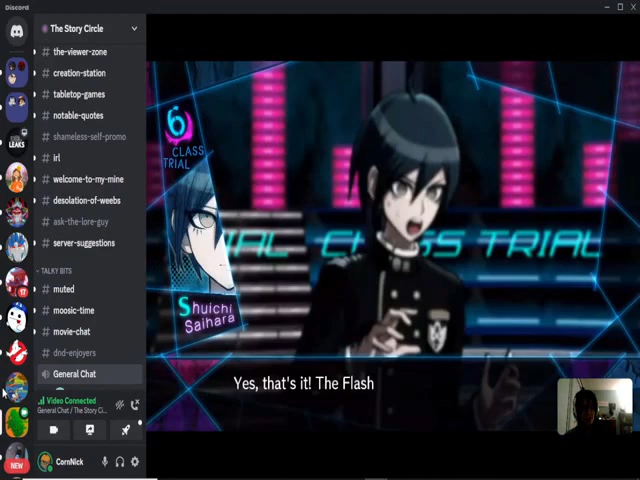 Discord
The Story Circle
the-viewer-zone
creation-station
tabletop-games
notable-quotes
shameless-self-promo
irl
welcome-to-my-mine
desolation-of-weebs
ask-the-lore-guy
server-suggestions
TALKY BITS
muted
moosic-time
movie-chat
dnd-enjoyers
General Chat
Video Connected
General Chat / The Story Ci...
CornNick
LEAKS
17
NEW
6
CLASS
TRIAL
Shuichi
Saihara
CLASS TRIAL
Yes, that's it! The Flash